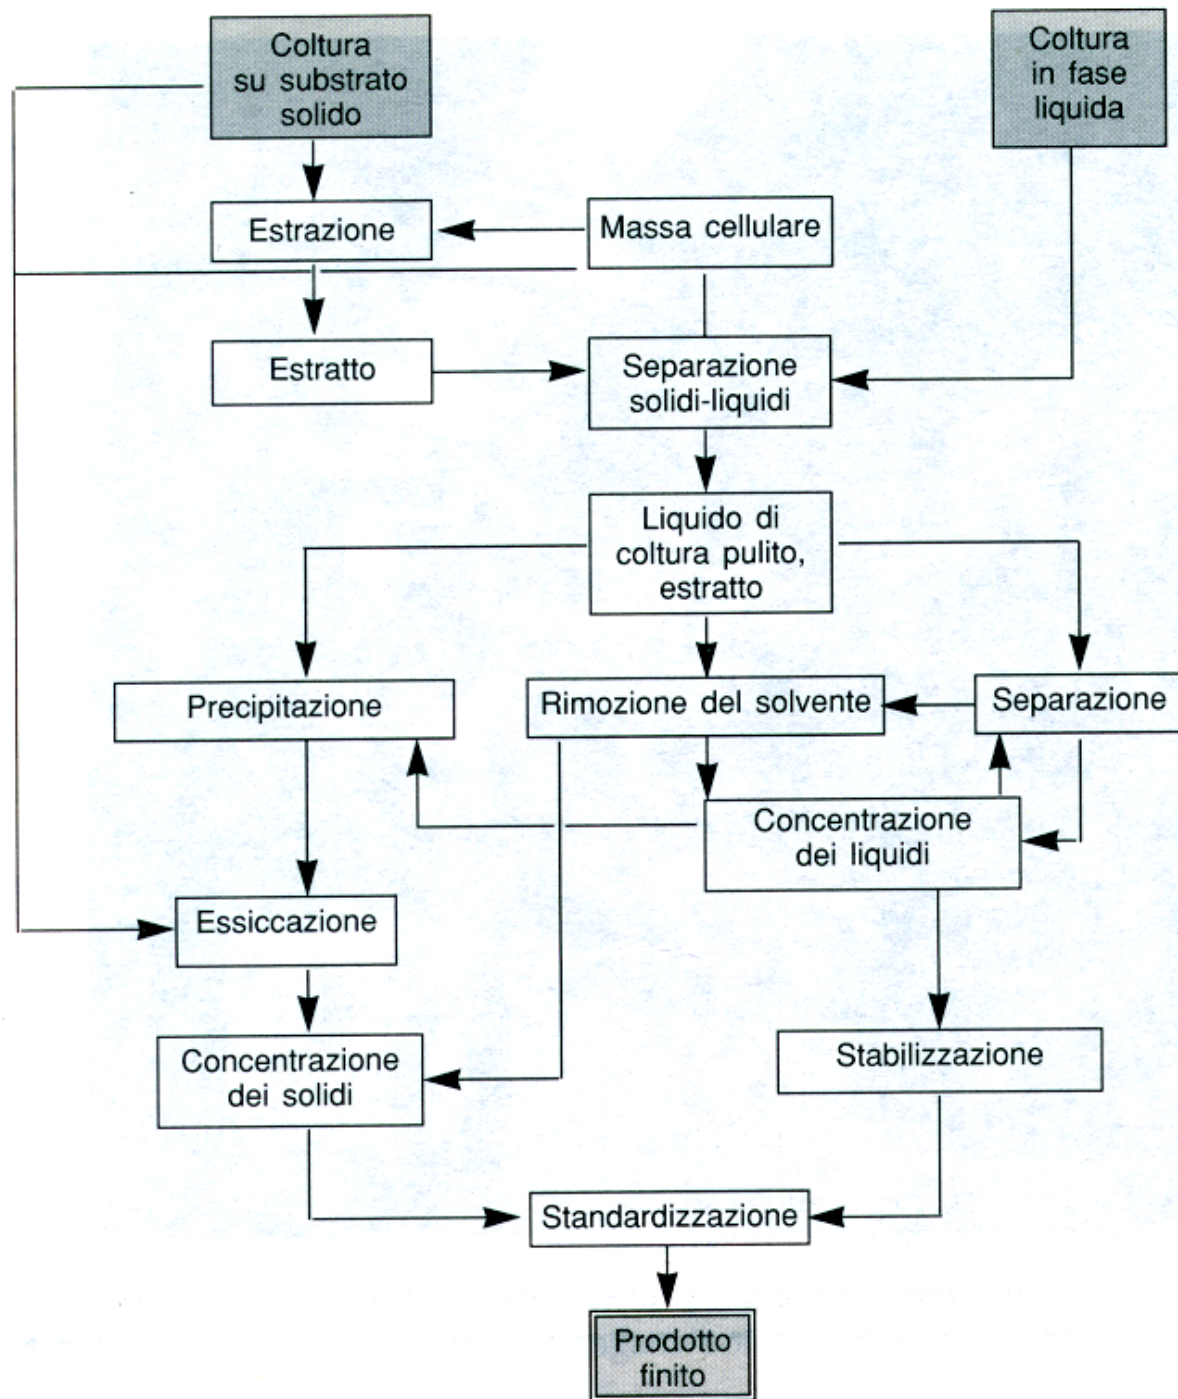 Coltura
su substrato
solido
Coltura
in fase
liquida
Estrazione
Massa cellulare
Estratto
Separazione
solidi-liquidi
Liquido di
coltura pulito,
estratto
Precipitazione
Rimozione del solvente
Separazione
Concentrazione
dei liquidi
Essiccazione
Concentrazione
dei solidi
Stabilizzazione
Standardizzazione
Prodotto
finito